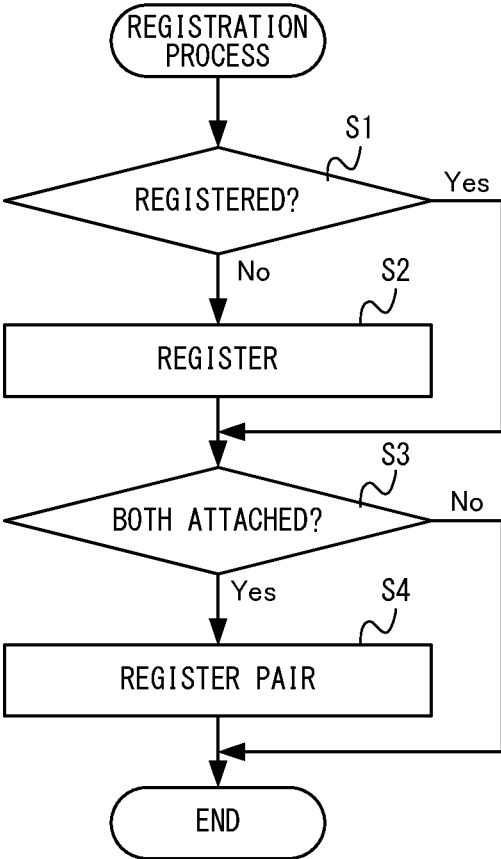 REGISTRATION
PROCESS
S1
REGISTERED?
Yes
No
S2
REGISTER
S3
BOTH ATTACHED?
No
Yes
S4
REGISTER PAIR
END